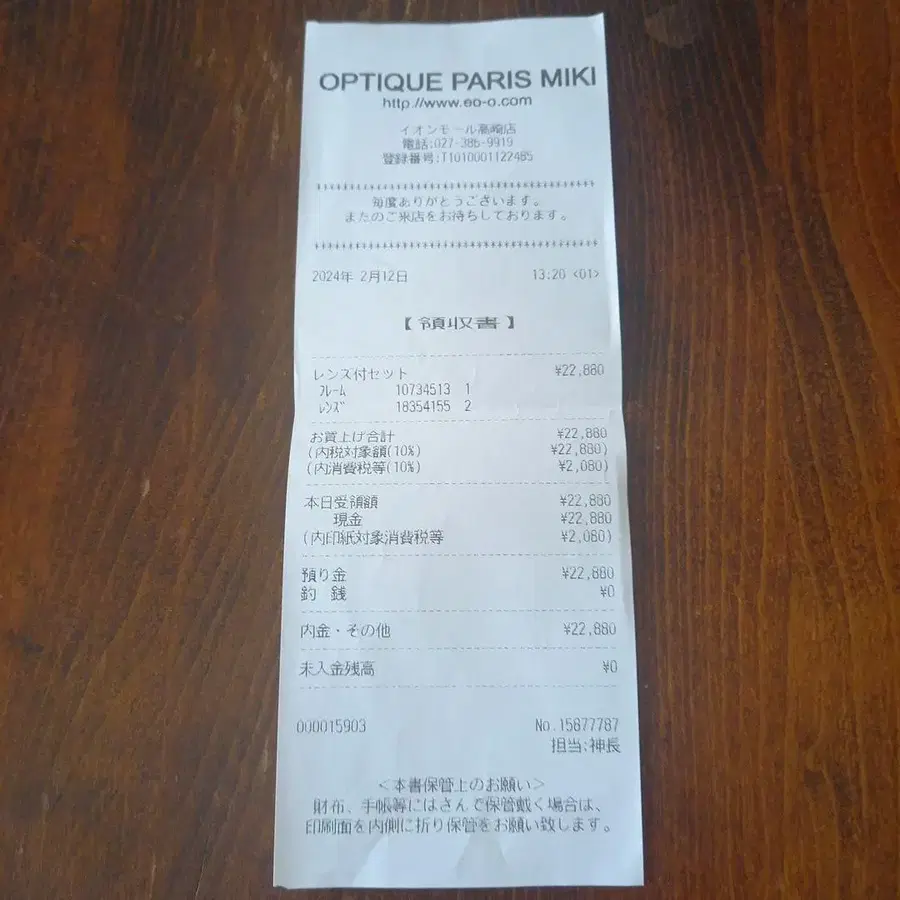 OPTIQUE PARIS MIKI
http://www.eo-o.com
イオンモール高崎店
電話:027-386-9919
登録番号:T1010001122485
****************************************
毎度ありがとうございます。
またのご来店をお待ちしております。
****************************************
2024年 2月12日 13:20 <01>
【領収書】
レンズ付セット ¥22,880
フレーム 10734513 1
レンズ 18354155 2
お買上げ合計 ¥22,880
(内税対象額(10%) ¥22,880)
(内消費税等(10%) ¥2,080)
本日受領額 ¥22,880
現金 ¥22,880
(内印紙対象消費税等 ¥2,080)
預り金 ¥22,880
釣 銭 ¥0
内金・その他 ¥22,880
未入金残高 ¥0
000015903 No.15877787
担当:神長
＜本書保管上のお願い＞
財布、手帳等にはさんで保管戴く場合は、
印刷面を内側に折り保管をお願い致します。